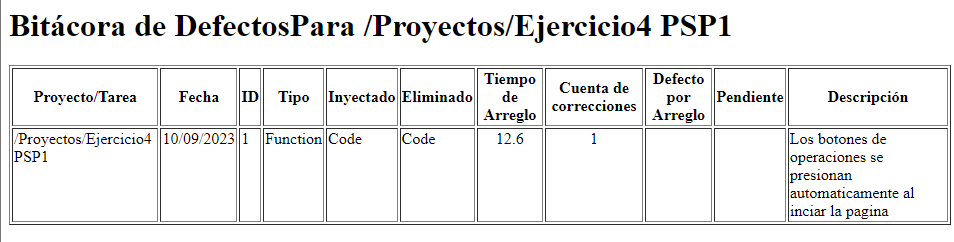 Bitácora de DefectosPara /Proyectos/Ejercicio4 PSP1
Proyecto/Tarea Fecha ID Tipo Inyectado Eliminado Tiempo de Arreglo Cuenta de correcciones Defecto por Arreglo Pendiente Descripción
/Proyectos/Ejercicio4 PSP1 10/09/2023 1 Function Code Code 12.6 1 Los botones de operaciones se presionan automaticamente al inciar la pagina